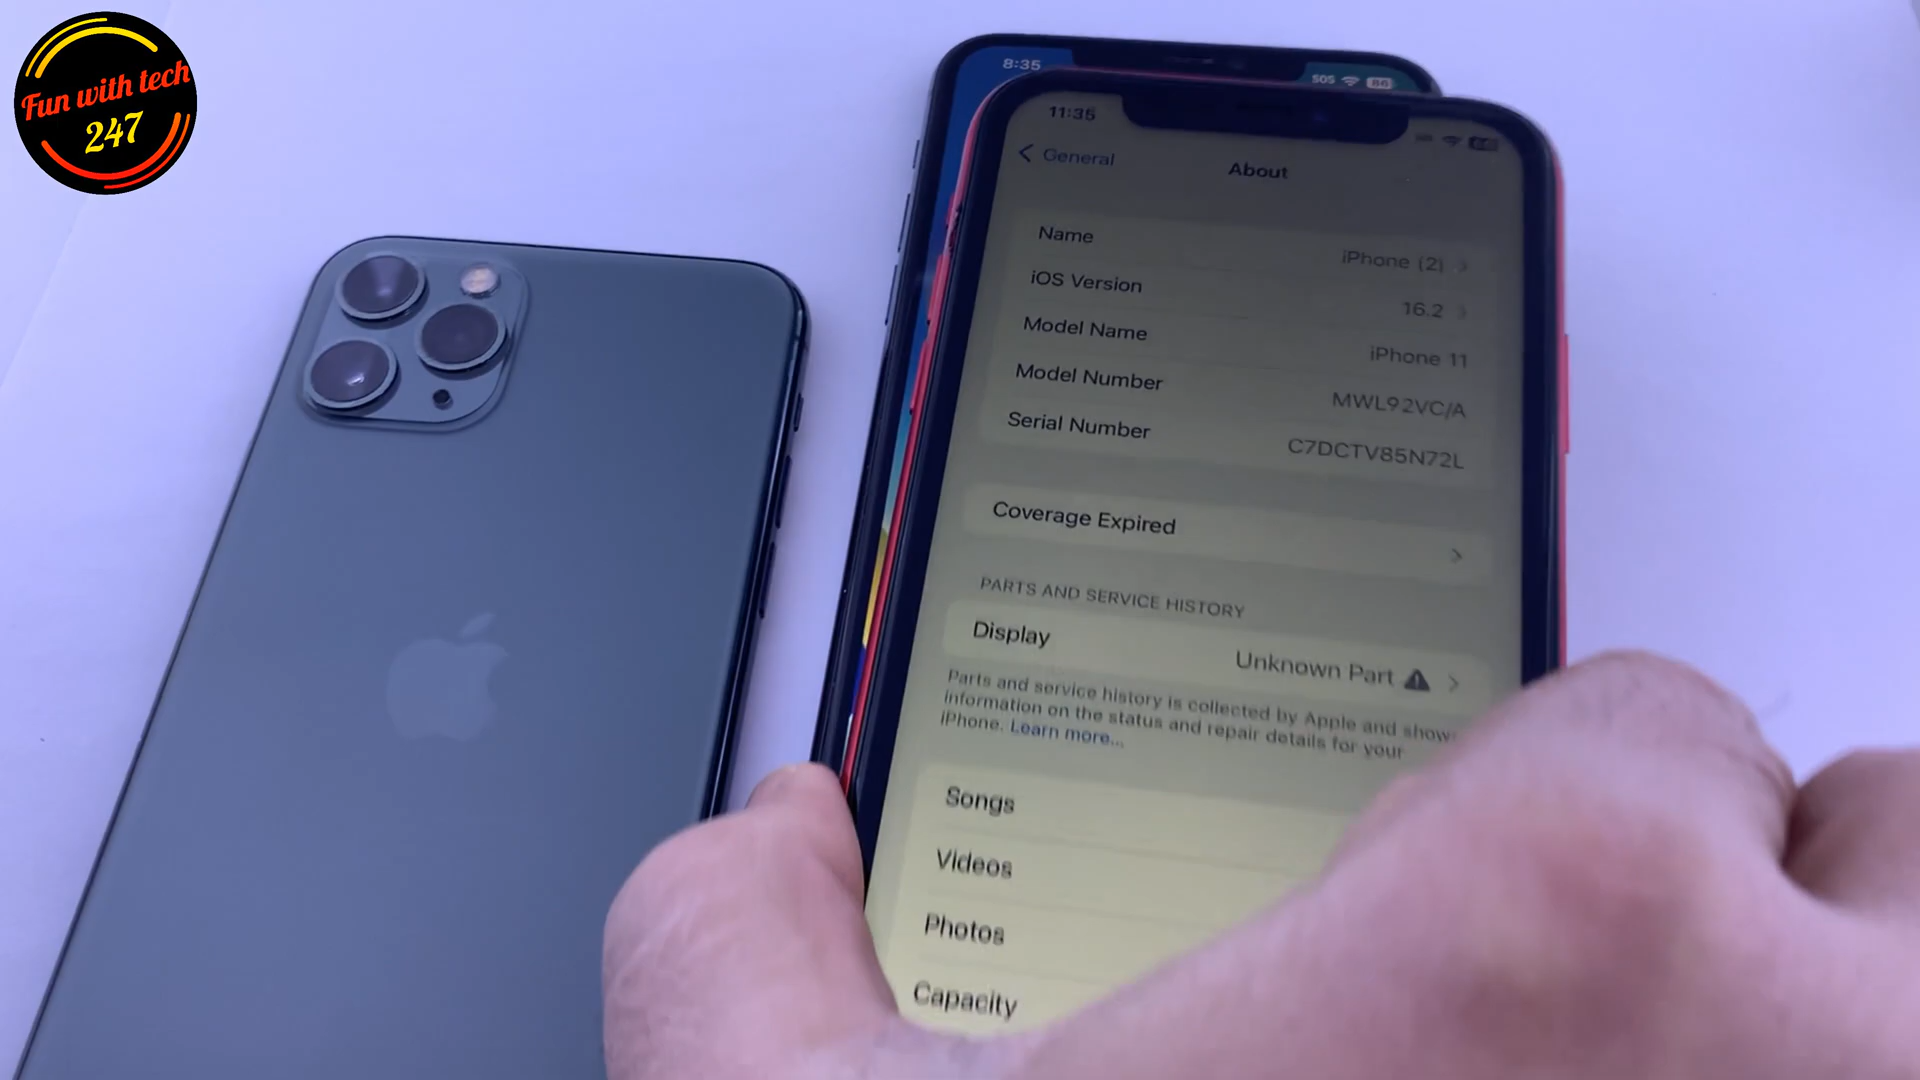 Fun with tech
247
8:35
SOS
86
11:35
General
About
Name
iPhone (2)
iOS Version
16.2
Model Name
iPhone 11
Model Number
MWL92VC/A
Serial Number
C7DCTV85N72L
Coverage Expired
PARTS AND SERVICE HISTORY
Display
Unknown Part
Parts and service history is collected by Apple and show
information on the status and repair details for your
iPhone. Learn more...
Songs
Videos
Photos
Capacity